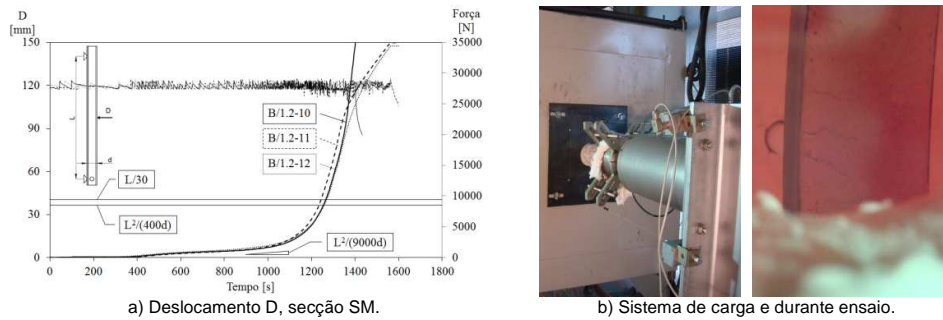 D
[mm]
Força
[N]
150
120
90
60
30
0
35000
30000
25000
20000
15000
10000
5000
0
L
D
d
B/1.2-10
B/1.2-11
B/1.2-12
L/30
L²/(400d)
L²/(9000d)
0 200 400 600 800 1000 1200 1400 1600 1800
Tempo [s]
a) Deslocamento D, secção SM.
b) Sistema de carga e durante ensaio.